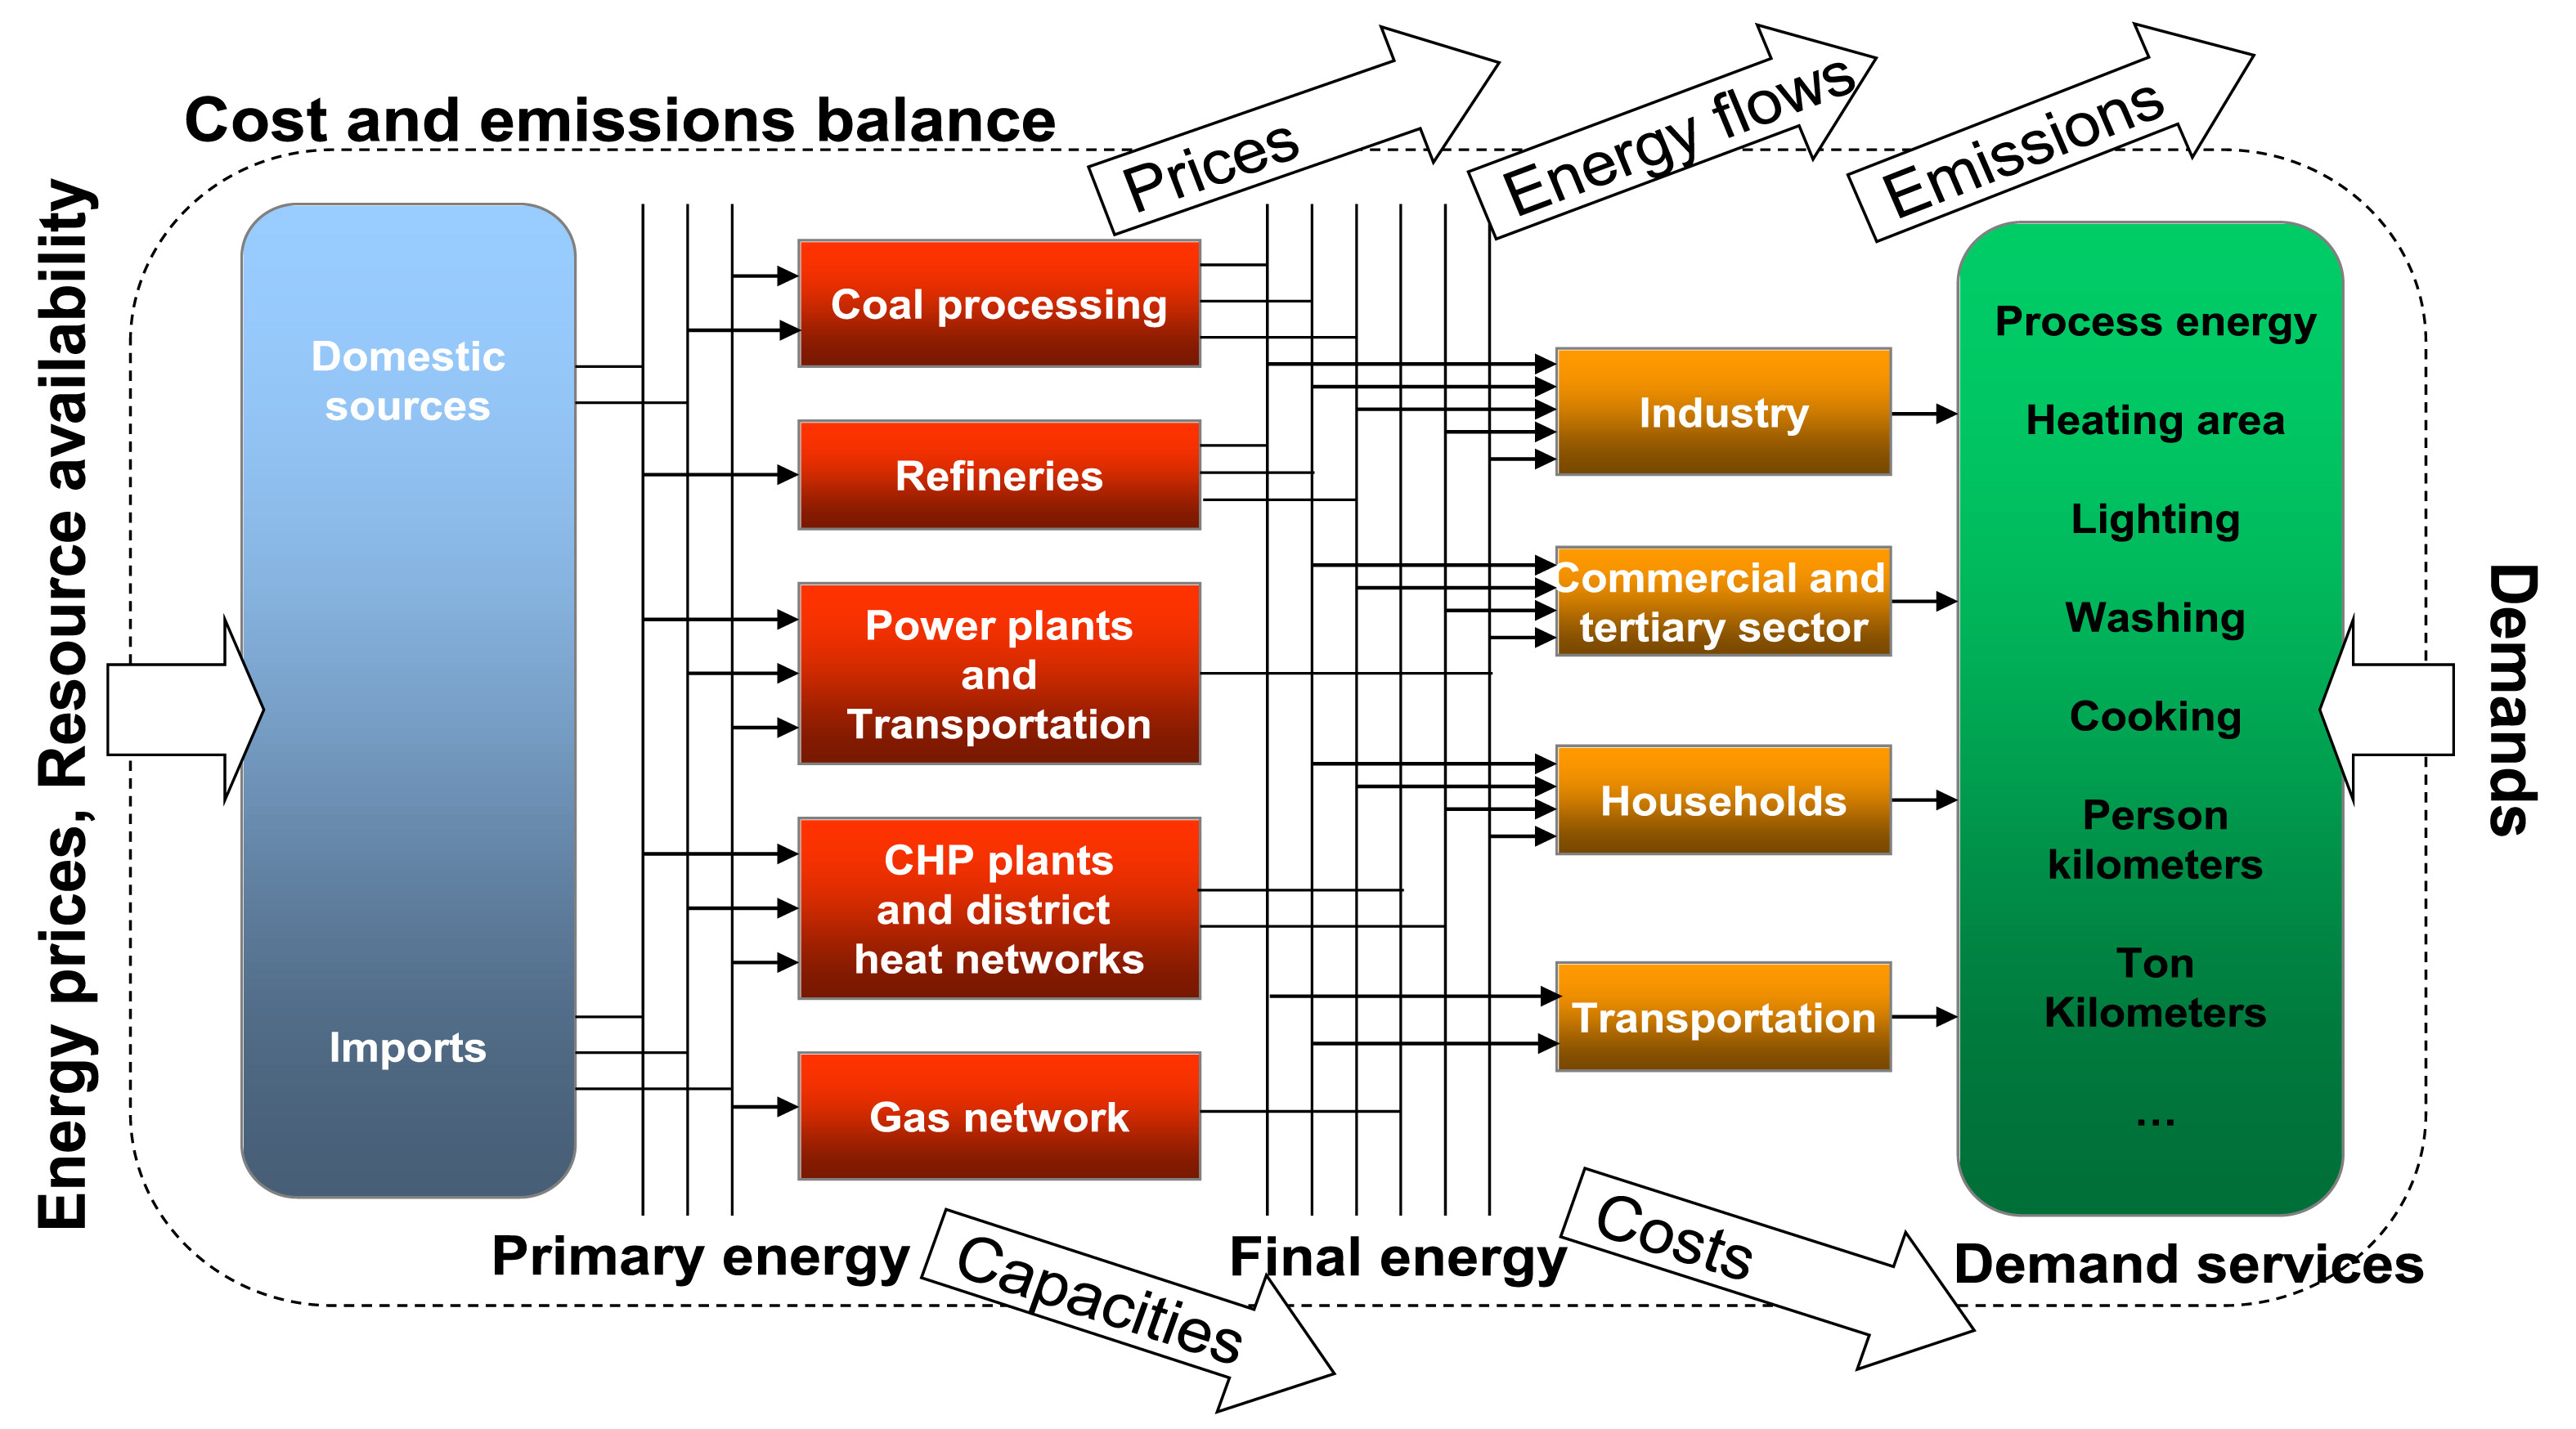 Cost and emissions balance
Prices
Energy flows
Emissions
Energy prices, Resource availability
Domestic
sources
Imports
Coal processing
Refineries
Power plants
and
Transportation
CHP plants
and district
heat networks
Gas network
Industry
Commercial and
tertiary sector
Households
Transportation
Process energy
Heating area
Lighting
Washing
Cooking
Person
kilometers
Ton
Kilometers
...
Demands
Primary energy
Capacities
Final energy
Costs
Demand services